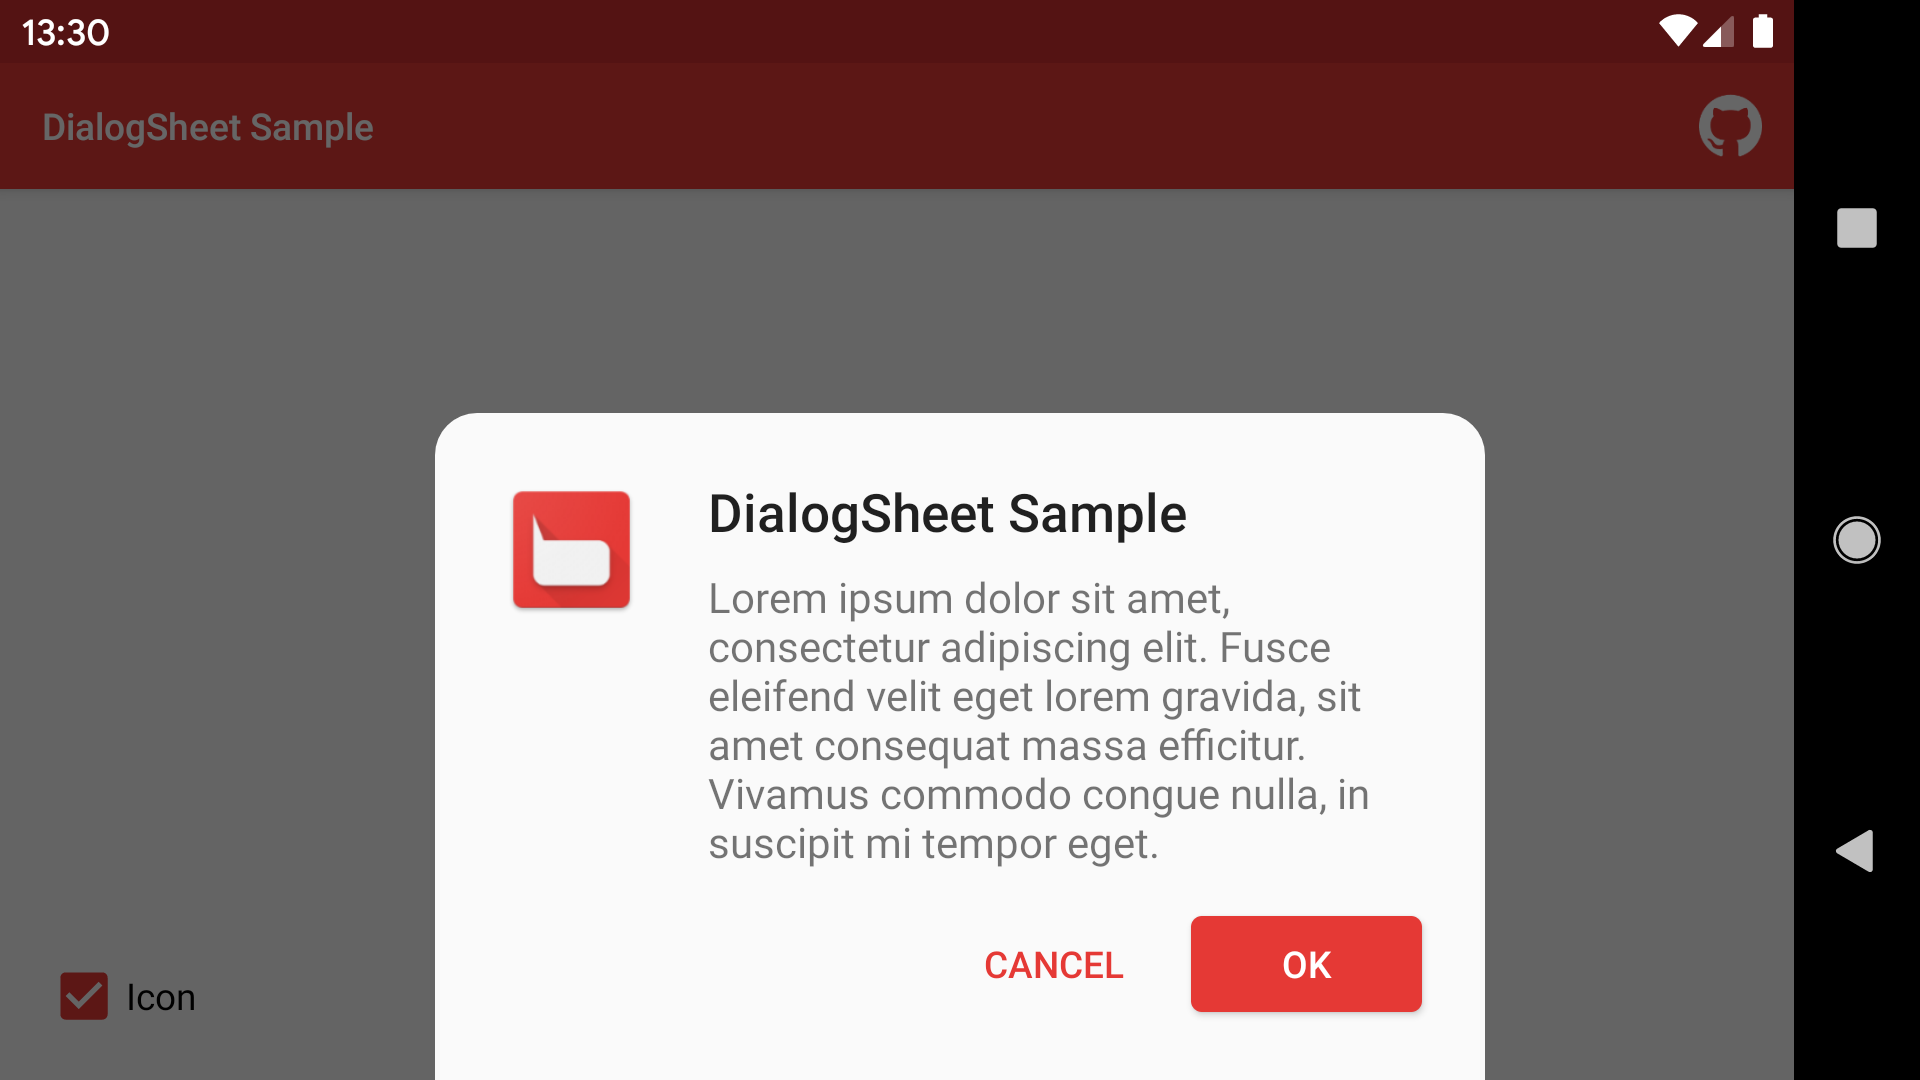 13:30
DialogSheet Sample
DialogSheet Sample
Lorem ipsum dolor sit amet,
consectetur adipiscing elit. Fusce
eleifend velit eget lorem gravida, sit
amet consequat massa efficitur.
Vivamus commodo congue nulla, in
suscipit mi tempor eget.
CANCEL
OK
Icon